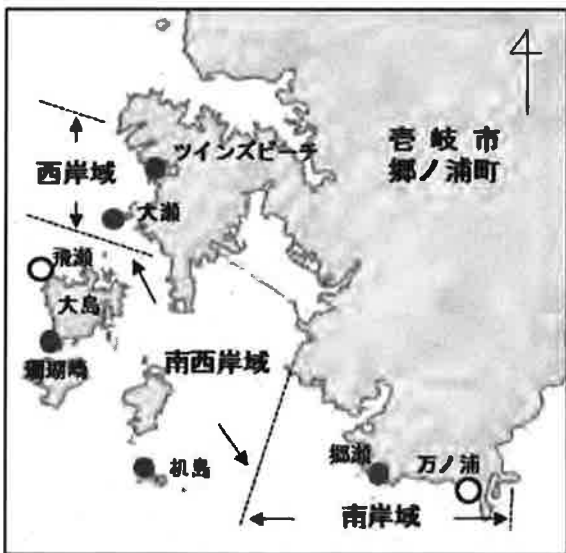 壱岐市
郷ノ浦町
ツインズビーチ
西岸域
大瀬
飛瀬
大島
珊瑚嶋
南西岸域
机島
郷瀬
万ノ浦
南岸域